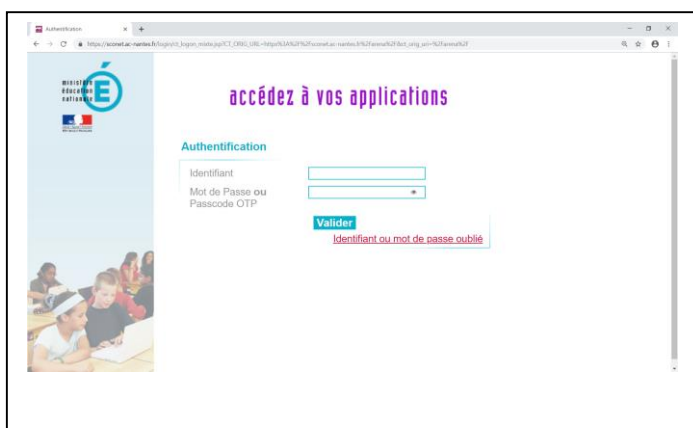 Authentification
https://sconet.ac-nantes.fr/login/ct_logon_mixte.jsp?CT_ORIG_URL=https%3A%2F%2Fsconet.ac-nantes.fr%2Farena%2F&ct_orig_uri=%2Farena%2F
ministère
éducation
nationale
accédez à vos applications
Authentification
Identifiant
Mot de Passe ou
Passcode OTP
Valider
Identifiant ou mot de passe oublié